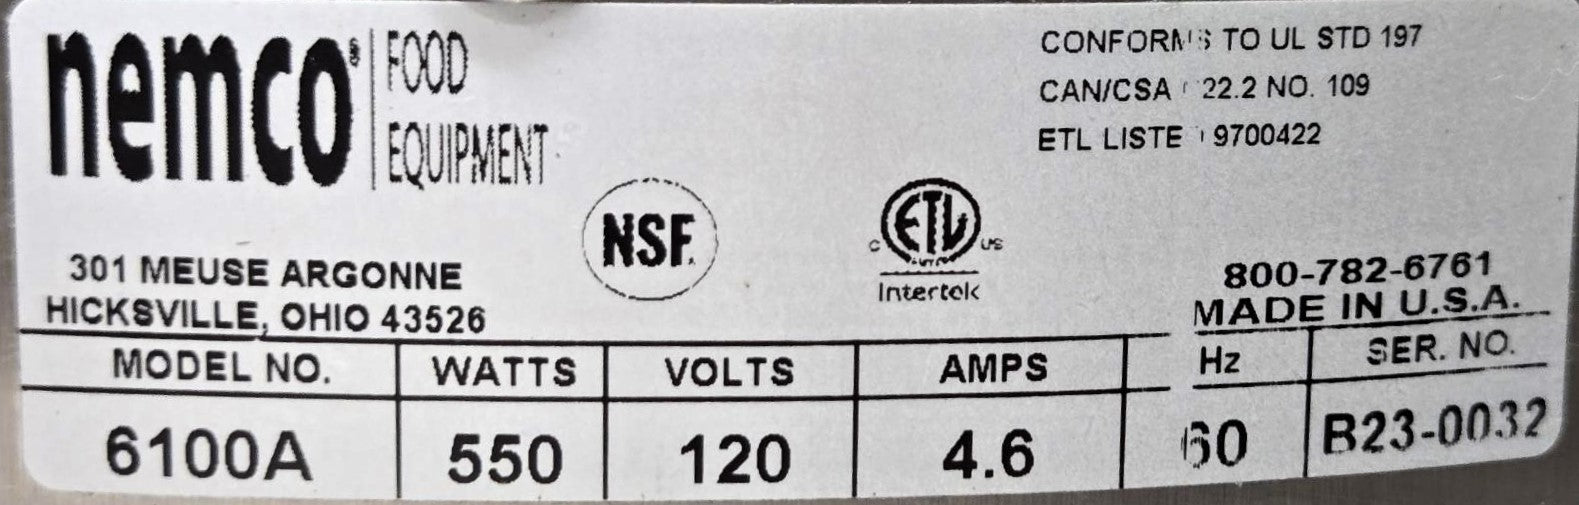 nemco® FOOD
EQUIPMENT
CONFORMS TO UL STD 197
CAN/CSA 22.2 NO. 109
ETL LISTE 9700422
NSF.
C ETL US
Intertek
301 MEUSE ARGONNE
HICKSVILLE, OHIO 43526
800-782-6761
MADE IN U.S.A.
MODEL NO. WATTS VOLTS AMPS Hz SER. NO.
6100A 550 120 4.6 60 B23-0032